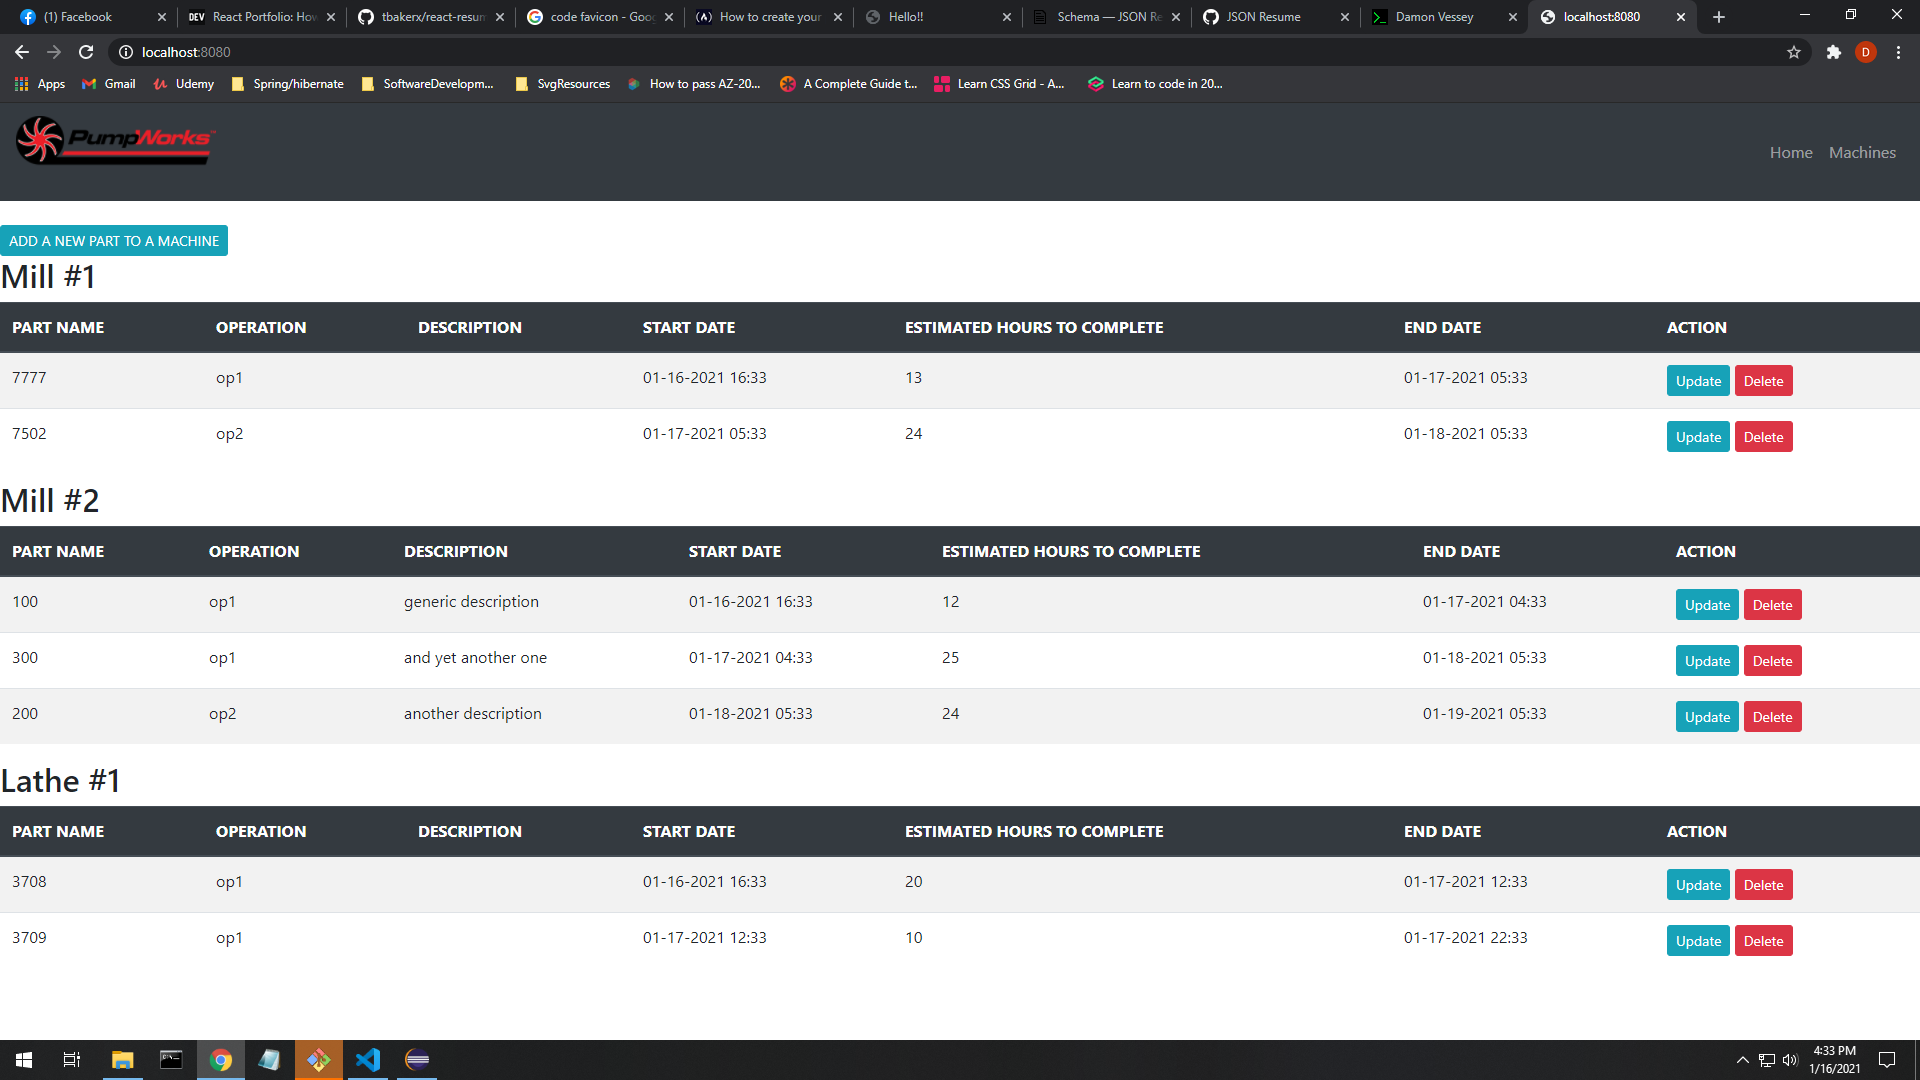 (1) Facebook
DEV React Portfolio: How
tbakerx/react-resum
code favicon - Goog
(A) How to create your
Hello!!
Schema — JSON Re
JSON Resume
Damon Vessey
localhost:8080
localhost:8080
D
Apps Gmail Udemy Spring/hibernate SoftwareDevelopm... SvgResources How to pass AZ-20... A Complete Guide t... Learn CSS Grid - A... Learn to code in 20...
PumpWorks
Home Machines
ADD A NEW PART TO A MACHINE
Mill #1
PART NAME OPERATION DESCRIPTION START DATE ESTIMATED HOURS TO COMPLETE END DATE ACTION
7777 op1 01-16-2021 16:33 13 01-17-2021 05:33 Update Delete
7502 op2 01-17-2021 05:33 24 01-18-2021 05:33 Update Delete
Mill #2
PART NAME OPERATION DESCRIPTION START DATE ESTIMATED HOURS TO COMPLETE END DATE ACTION
100 op1 generic description 01-16-2021 16:33 12 01-17-2021 04:33 Update Delete
300 op1 and yet another one 01-17-2021 04:33 25 01-18-2021 05:33 Update Delete
200 op2 another description 01-18-2021 05:33 24 01-19-2021 05:33 Update Delete
Lathe #1
PART NAME OPERATION DESCRIPTION START DATE ESTIMATED HOURS TO COMPLETE END DATE ACTION
3708 op1 01-16-2021 16:33 20 01-17-2021 12:33 Update Delete
3709 op1 01-17-2021 12:33 10 01-17-2021 22:33 Update Delete
4:33 PM
1/16/2021